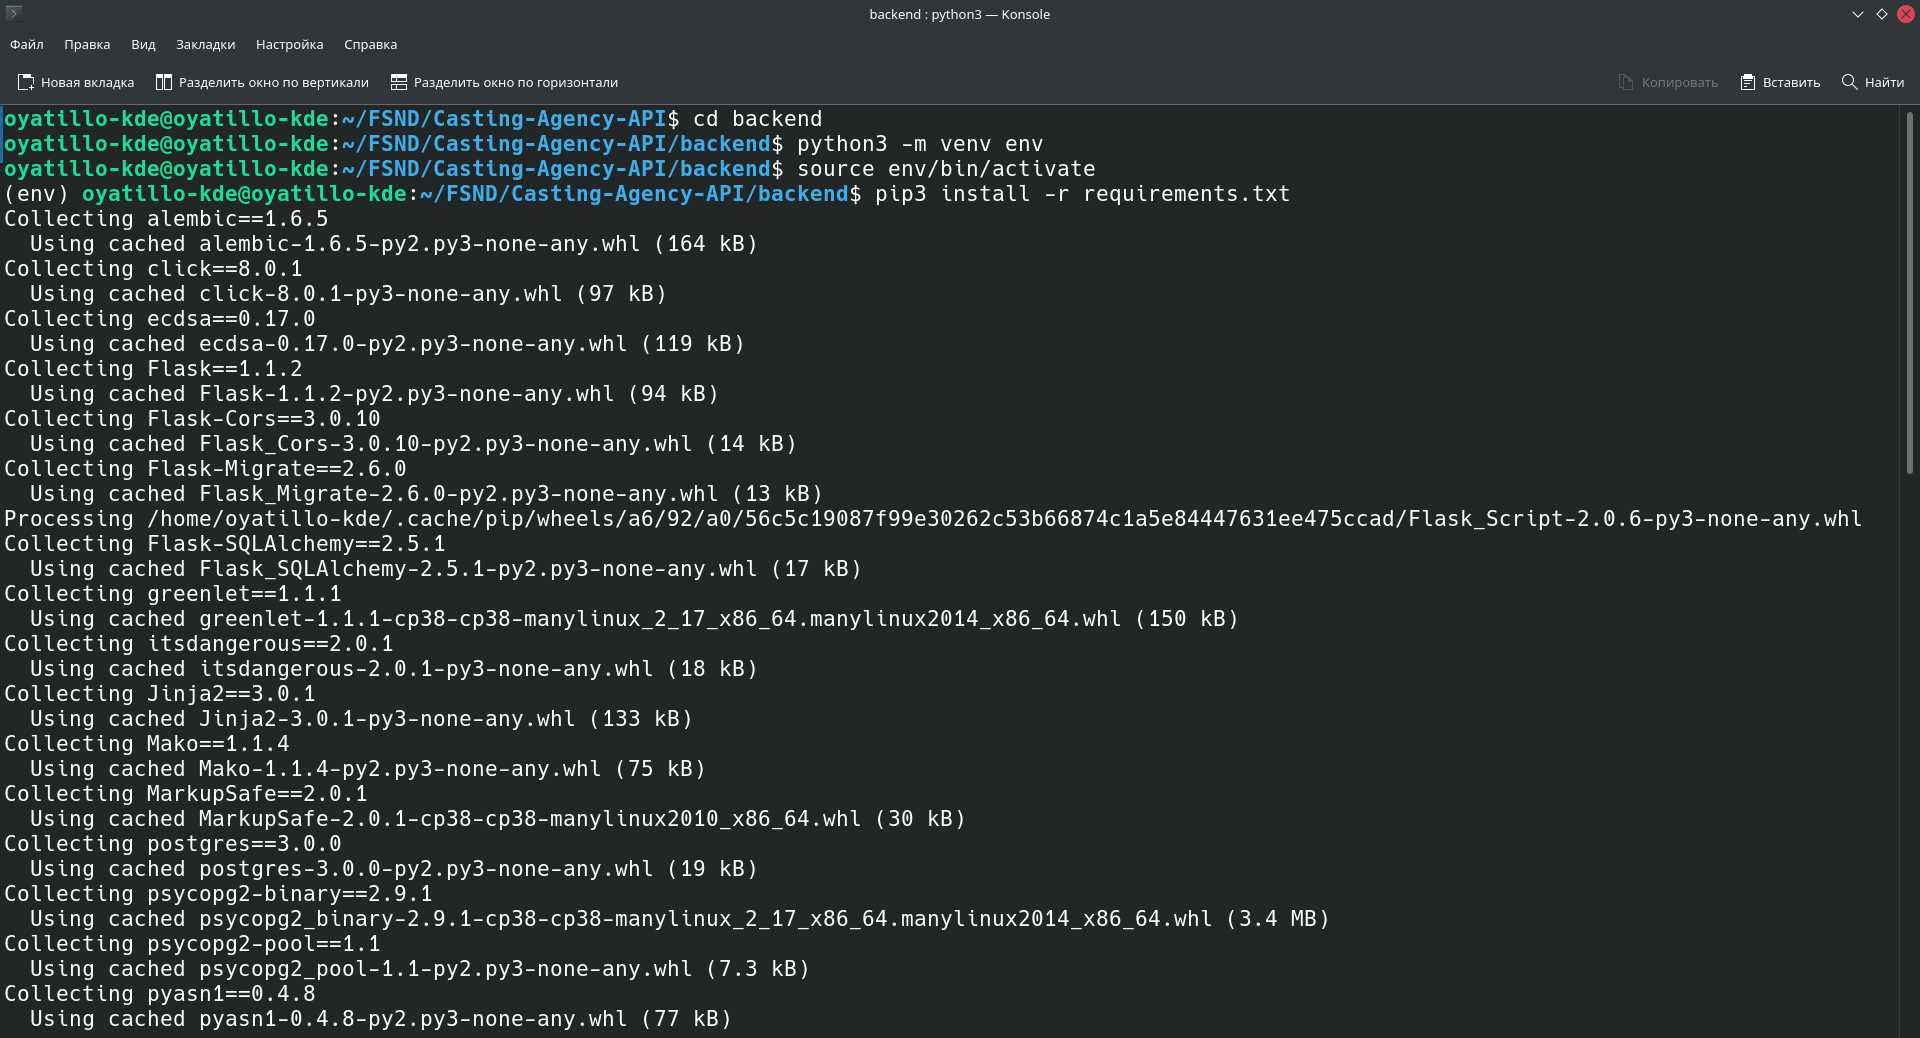 backend : python3 — Konsole
Файл Правка Вид Закладки Настройка Справка
Новая вкладка Разделить окно по вертикали Разделить окно по горизонтали Копировать Вставить Найти
oyatillo-kde@oyatillo-kde:~/FSND/Casting-Agency-API$ cd backend
oyatillo-kde@oyatillo-kde:~/FSND/Casting-Agency-API/backend$ python3 -m venv env
oyatillo-kde@oyatillo-kde:~/FSND/Casting-Agency-API/backend$ source env/bin/activate
(env) oyatillo-kde@oyatillo-kde:~/FSND/Casting-Agency-API/backend$ pip3 install -r requirements.txt
Collecting alembic==1.6.5
  Using cached alembic-1.6.5-py2.py3-none-any.whl (164 kB)
Collecting click==8.0.1
  Using cached click-8.0.1-py3-none-any.whl (97 kB)
Collecting ecdsa==0.17.0
  Using cached ecdsa-0.17.0-py2.py3-none-any.whl (119 kB)
Collecting Flask==1.1.2
  Using cached Flask-1.1.2-py2.py3-none-any.whl (94 kB)
Collecting Flask-Cors==3.0.10
  Using cached Flask_Cors-3.0.10-py2.py3-none-any.whl (14 kB)
Collecting Flask-Migrate==2.6.0
  Using cached Flask_Migrate-2.6.0-py2.py3-none-any.whl (13 kB)
Processing /home/oyatillo-kde/.cache/pip/wheels/a6/92/a0/56c5c19087f99e30262c53b66874c1a5e84447631ee475ccad/Flask_Script-2.0.6-py3-none-any.whl
Collecting Flask-SQLAlchemy==2.5.1
  Using cached Flask_SQLAlchemy-2.5.1-py2.py3-none-any.whl (17 kB)
Collecting greenlet==1.1.1
  Using cached greenlet-1.1.1-cp38-cp38-manylinux_2_17_x86_64.manylinux2014_x86_64.whl (150 kB)
Collecting itsdangerous==2.0.1
  Using cached itsdangerous-2.0.1-py3-none-any.whl (18 kB)
Collecting Jinja2==3.0.1
  Using cached Jinja2-3.0.1-py3-none-any.whl (133 kB)
Collecting Mako==1.1.4
  Using cached Mako-1.1.4-py2.py3-none-any.whl (75 kB)
Collecting MarkupSafe==2.0.1
  Using cached MarkupSafe-2.0.1-cp38-cp38-manylinux2010_x86_64.whl (30 kB)
Collecting postgres==3.0.0
  Using cached postgres-3.0.0-py2.py3-none-any.whl (19 kB)
Collecting psycopg2-binary==2.9.1
  Using cached psycopg2_binary-2.9.1-cp38-cp38-manylinux_2_17_x86_64.manylinux2014_x86_64.whl (3.4 MB)
Collecting psycopg2-pool==1.1
  Using cached psycopg2_pool-1.1-py2.py3-none-any.whl (7.3 kB)
Collecting pyasn1==0.4.8
  Using cached pyasn1-0.4.8-py2.py3-none-any.whl (77 kB)